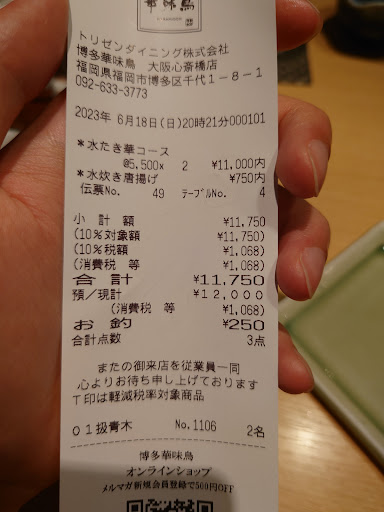 華味鳥
トリゼンダイニング株式会社
博多華味鳥 大阪心斎橋店
福岡県福岡市博多区千代1-8-1
092-633-3773
2023年 6月18日(日)20時21分000101
*水たき華コース
@5,500× 2 ¥11,000内
*水炊き唐揚げ ¥750内
伝票No. 49 テーブルNo. 4
小 計 額 ¥11,750
(10%対象額 ¥11,750)
(10%税額 ¥1,068)
(消費税 等 ¥1,068)
合 計 ¥11,750
預/現計 ¥12,000
(消費税 等 ¥1,068)
お 釣 ¥250
合計点数 3点
またの御来店を従業員一同
心よりお待ち申し上げております
T印は軽減税率対象商品
01扱青木 No.1106 2名
博多華味鳥
オンラインショップ
メルマガ新規会員登録で500円OFF